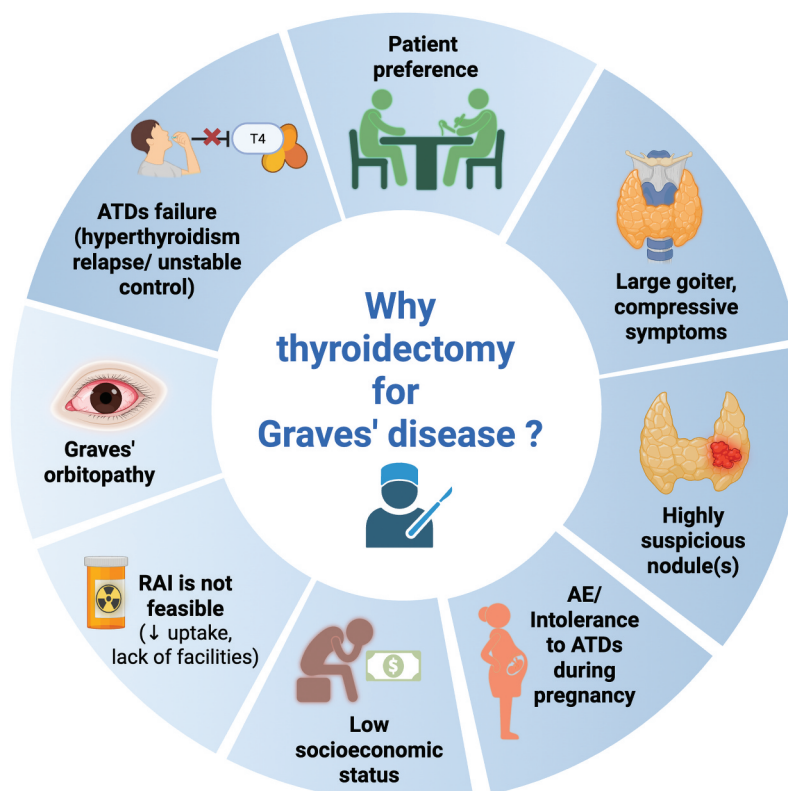 Why
thyroidectomy
for
Graves' disease ?
Patient
preference
Large goiter,
compressive
symptoms
Highly
suspicious
nodule(s)
AE/
Intolerance
to ATDs
during
pregnancy
$
Low
socioeconomic
status
RAI is not
feasible
(↓ uptake,
lack of facilities)
Graves'
orbitopathy
T4
ATDs failure
(hyperthyroidism
relapse/ unstable
control)